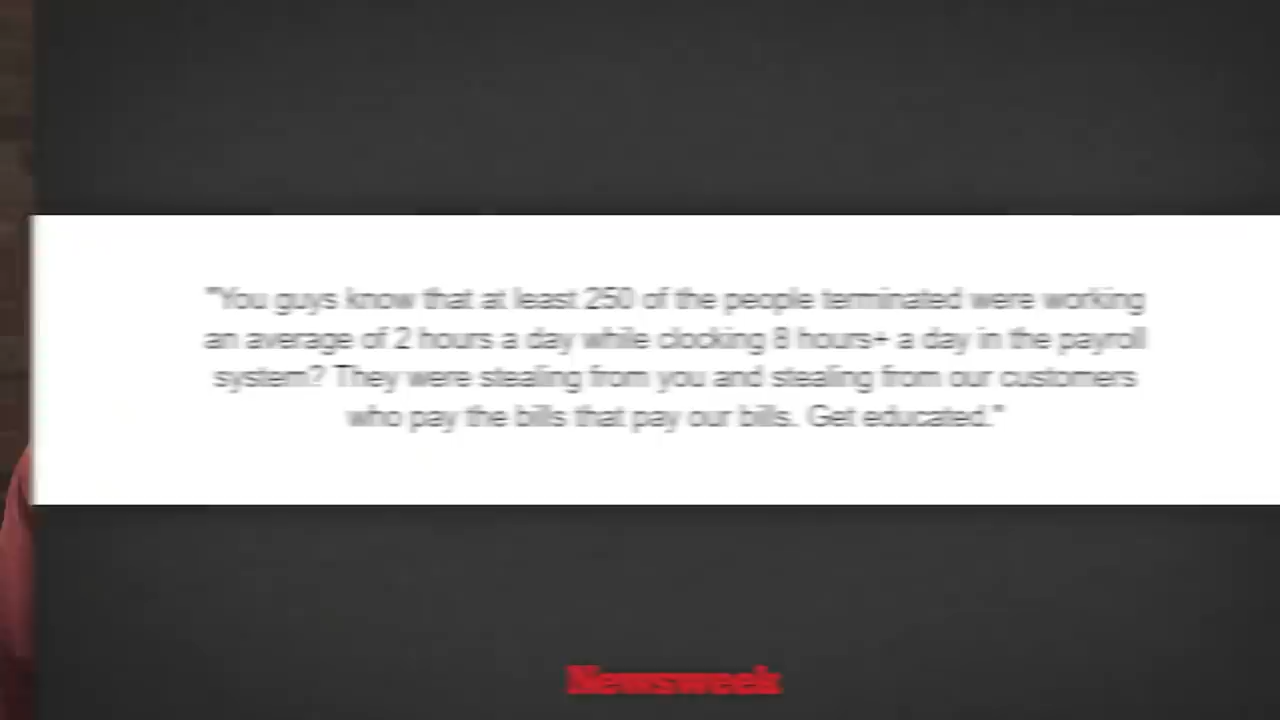 "You guys know that at least 250 of the people terminated were working
an average of 2 hours a day while clocking 8 hours+ a day in the payroll
system? They were stealing from you and stealing from our customers
who pay the bills that pay our bills. Get educated."
Newsweek